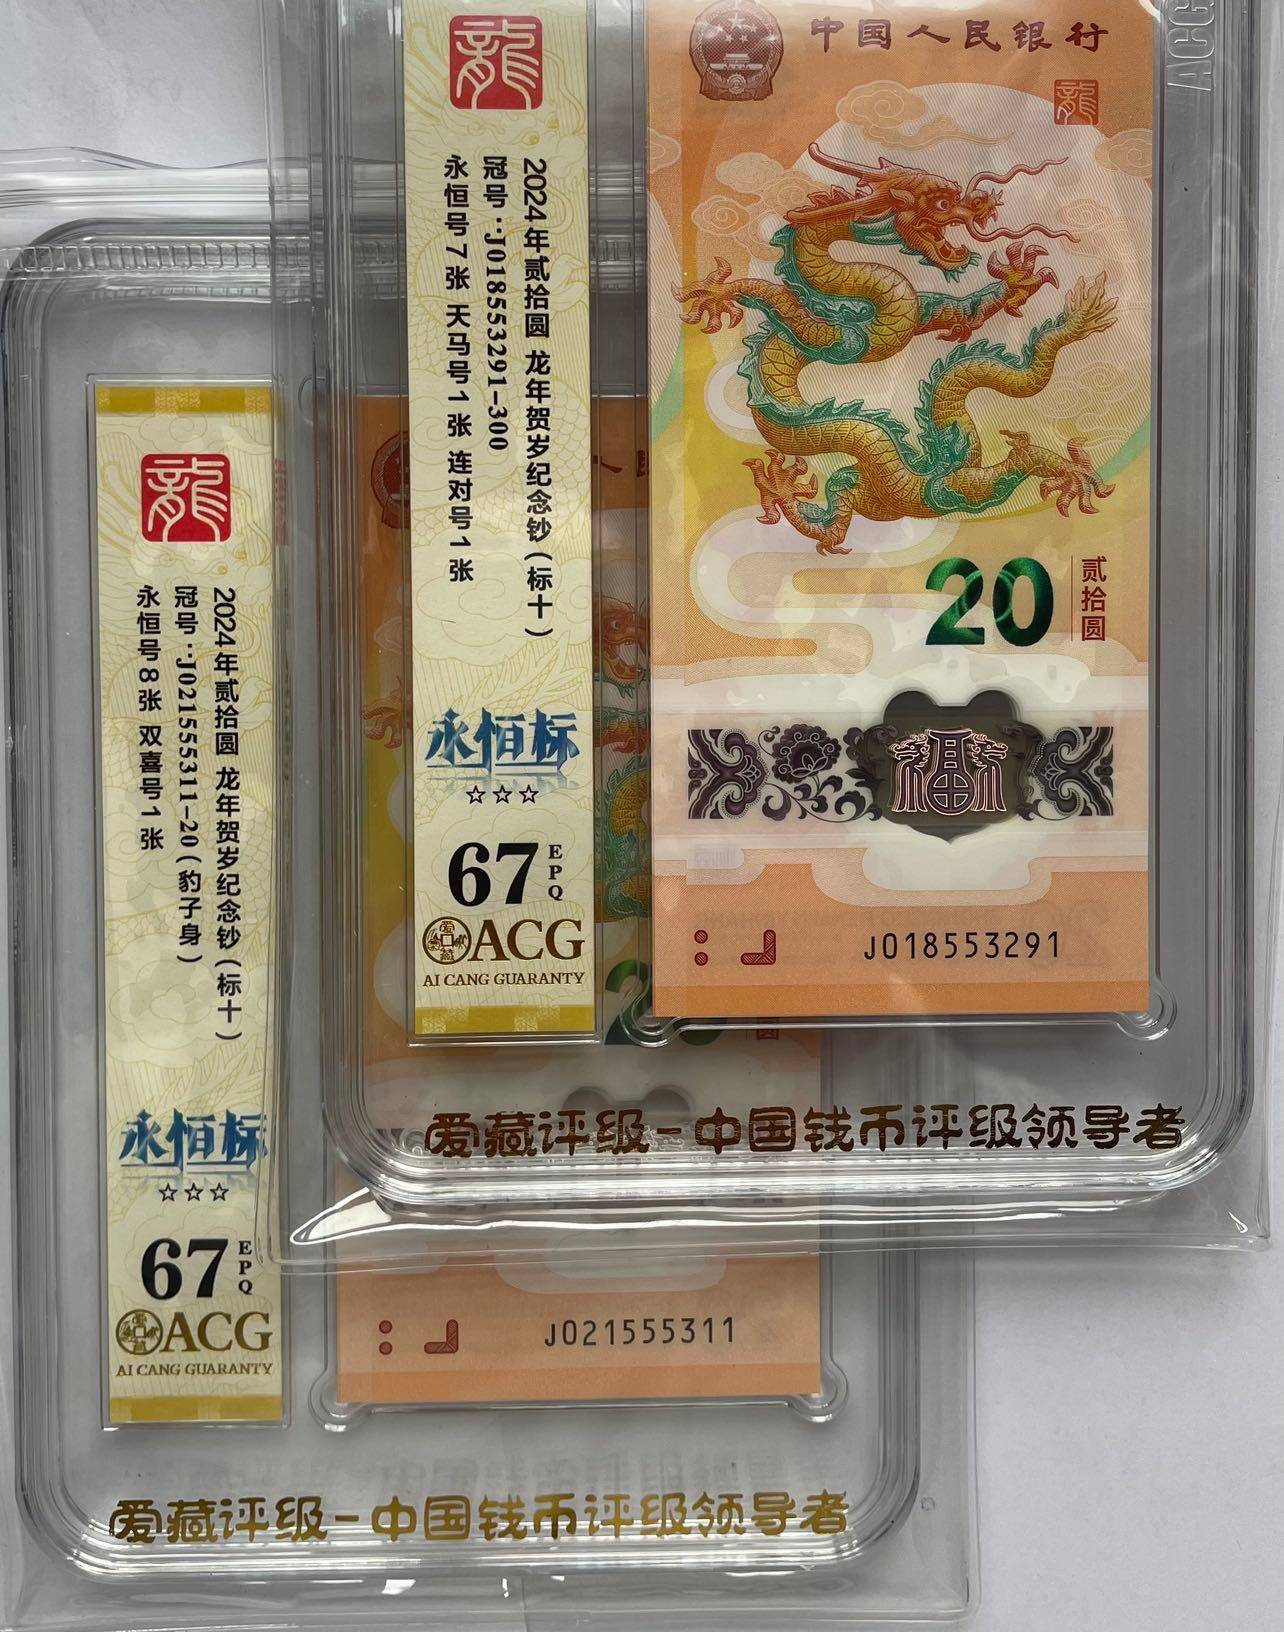 中国人民银行
龍
20
贰拾圆
J018553291
ACG
龍
2024年贰拾圆 龙年贺岁纪念钞(标十)
冠号:J018553291-300
永恒号7张 天马号1张 连对号1张
永恒标
☆☆☆
67
EPQ
ACG
AI CANG GUARANTY
爱藏评级-中国钱币评级领导者
龍
2024年贰拾圆 龙年贺岁纪念钞(标十)
冠号:J021555311-20(豹子身)
永恒号8张 双喜号1张
永恒标
☆☆☆
67
EPQ
ACG
AI CANG GUARANTY
J021555311
爱藏评级-中国钱币评级领导者